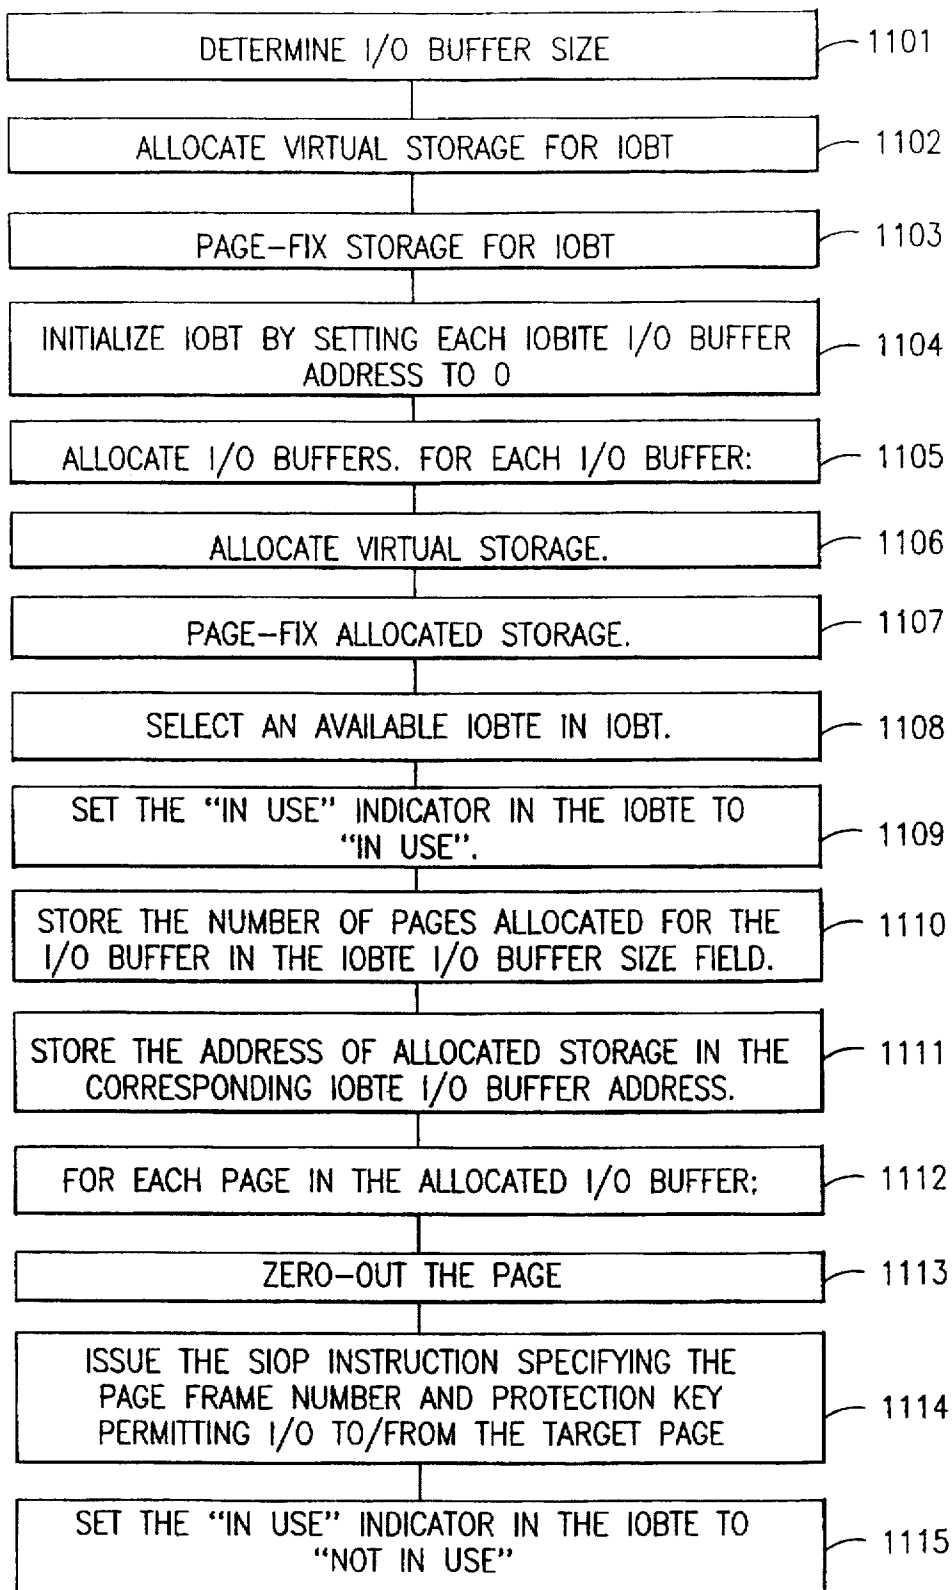 DETERMINE I/O BUFFER SIZE
1101
ALLOCATE VIRTUAL STORAGE FOR IOBT
1102
PAGE-FIX STORAGE FOR IOBT
1103
INITIALIZE IOBT BY SETTING EACH IOBITE I/O BUFFER
ADDRESS TO 0
1104
ALLOCATE I/O BUFFERS. FOR EACH I/O BUFFER:
1105
ALLOCATE VIRTUAL STORAGE.
1106
PAGE-FIX ALLOCATED STORAGE.
1107
SELECT AN AVAILABLE IOBTE IN IOBT.
1108
SET THE "IN USE" INDICATOR IN THE IOBTE TO
"IN USE".
1109
STORE THE NUMBER OF PAGES ALLOCATED FOR THE
I/O BUFFER IN THE IOBTE I/O BUFFER SIZE FIELD.
1110
STORE THE ADDRESS OF ALLOCATED STORAGE IN THE
CORRESPONDING IOBTE I/O BUFFER ADDRESS.
1111
FOR EACH PAGE IN THE ALLOCATED I/O BUFFER:
1112
ZERO-OUT THE PAGE
1113
ISSUE THE SIOP INSTRUCTION SPECIFYING THE
PAGE FRAME NUMBER AND PROTECTION KEY
PERMITTING I/O TO/FROM THE TARGET PAGE
1114
SET THE "IN USE" INDICATOR IN THE IOBTE TO
"NOT IN USE"
1115